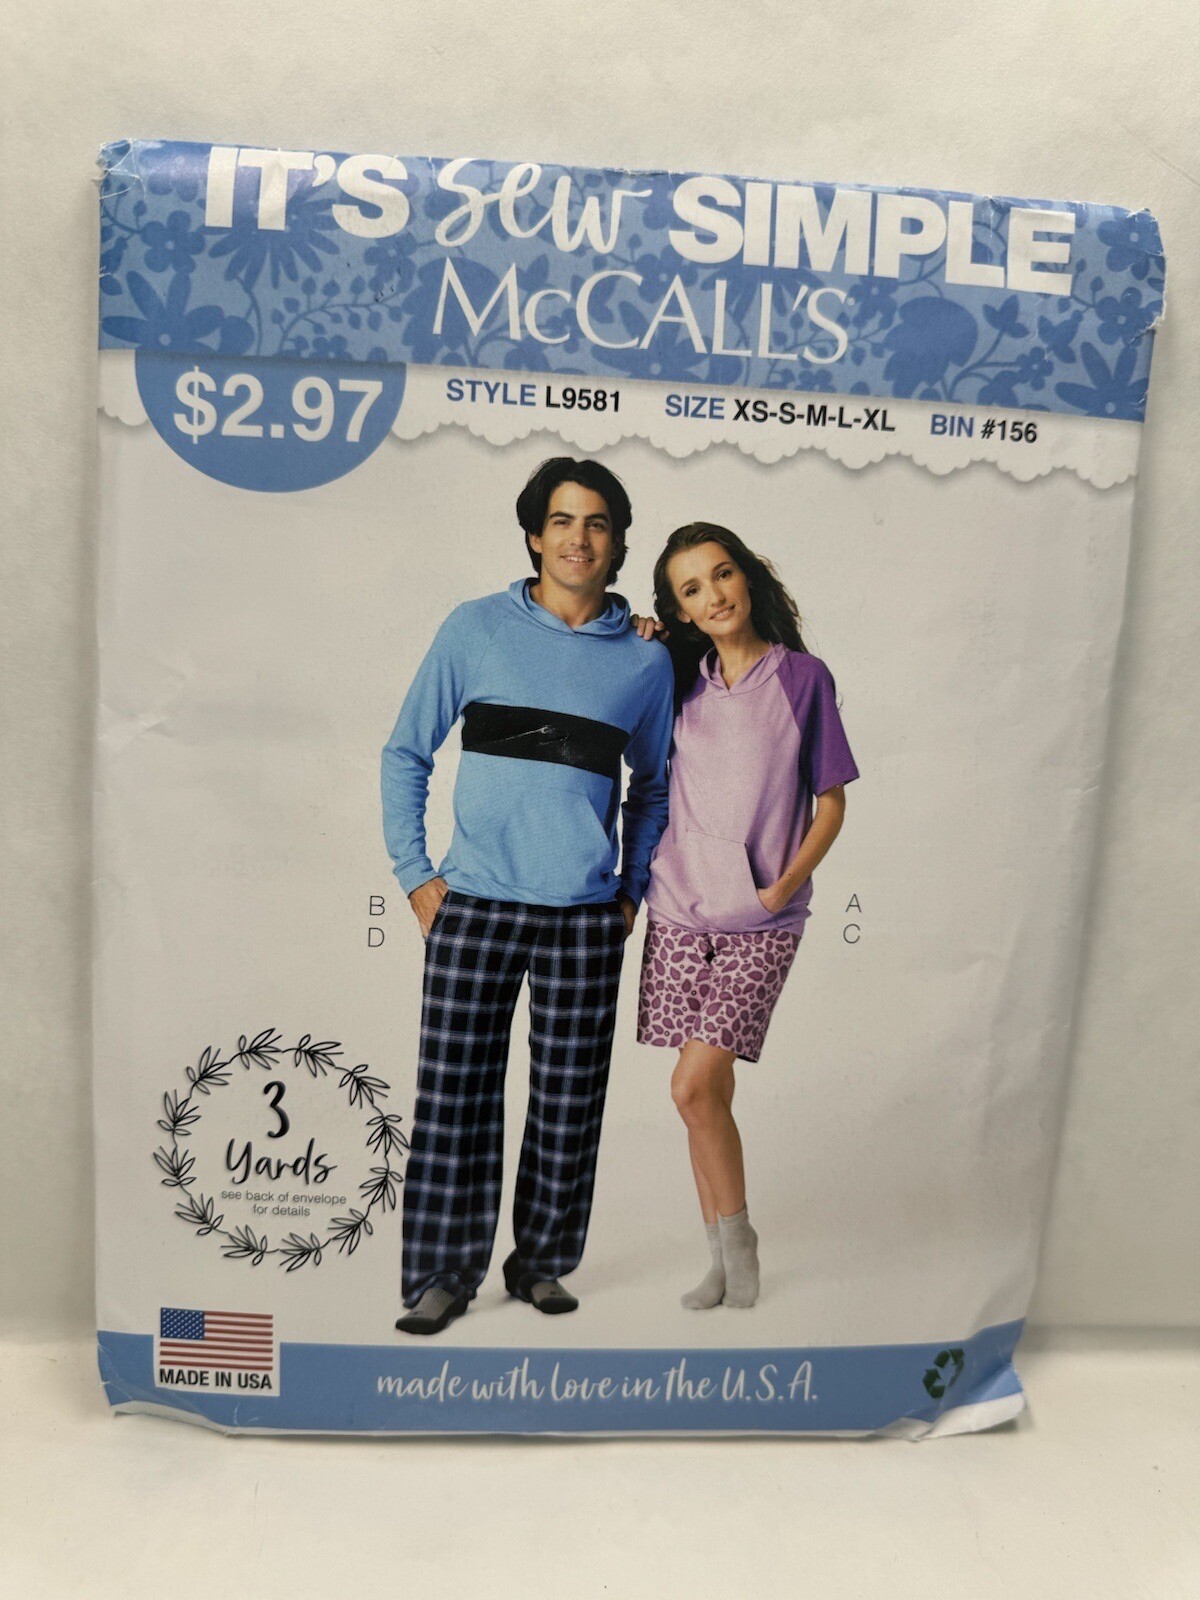 IT'S sew SIMPLE
McCALL'S
$2.97
STYLE L9581 SIZE XS-S-M-L-XL BIN #156
B
D
A
C
3
Yards
see back of envelope
for details
MADE IN USA
made with love in the U.S.A.